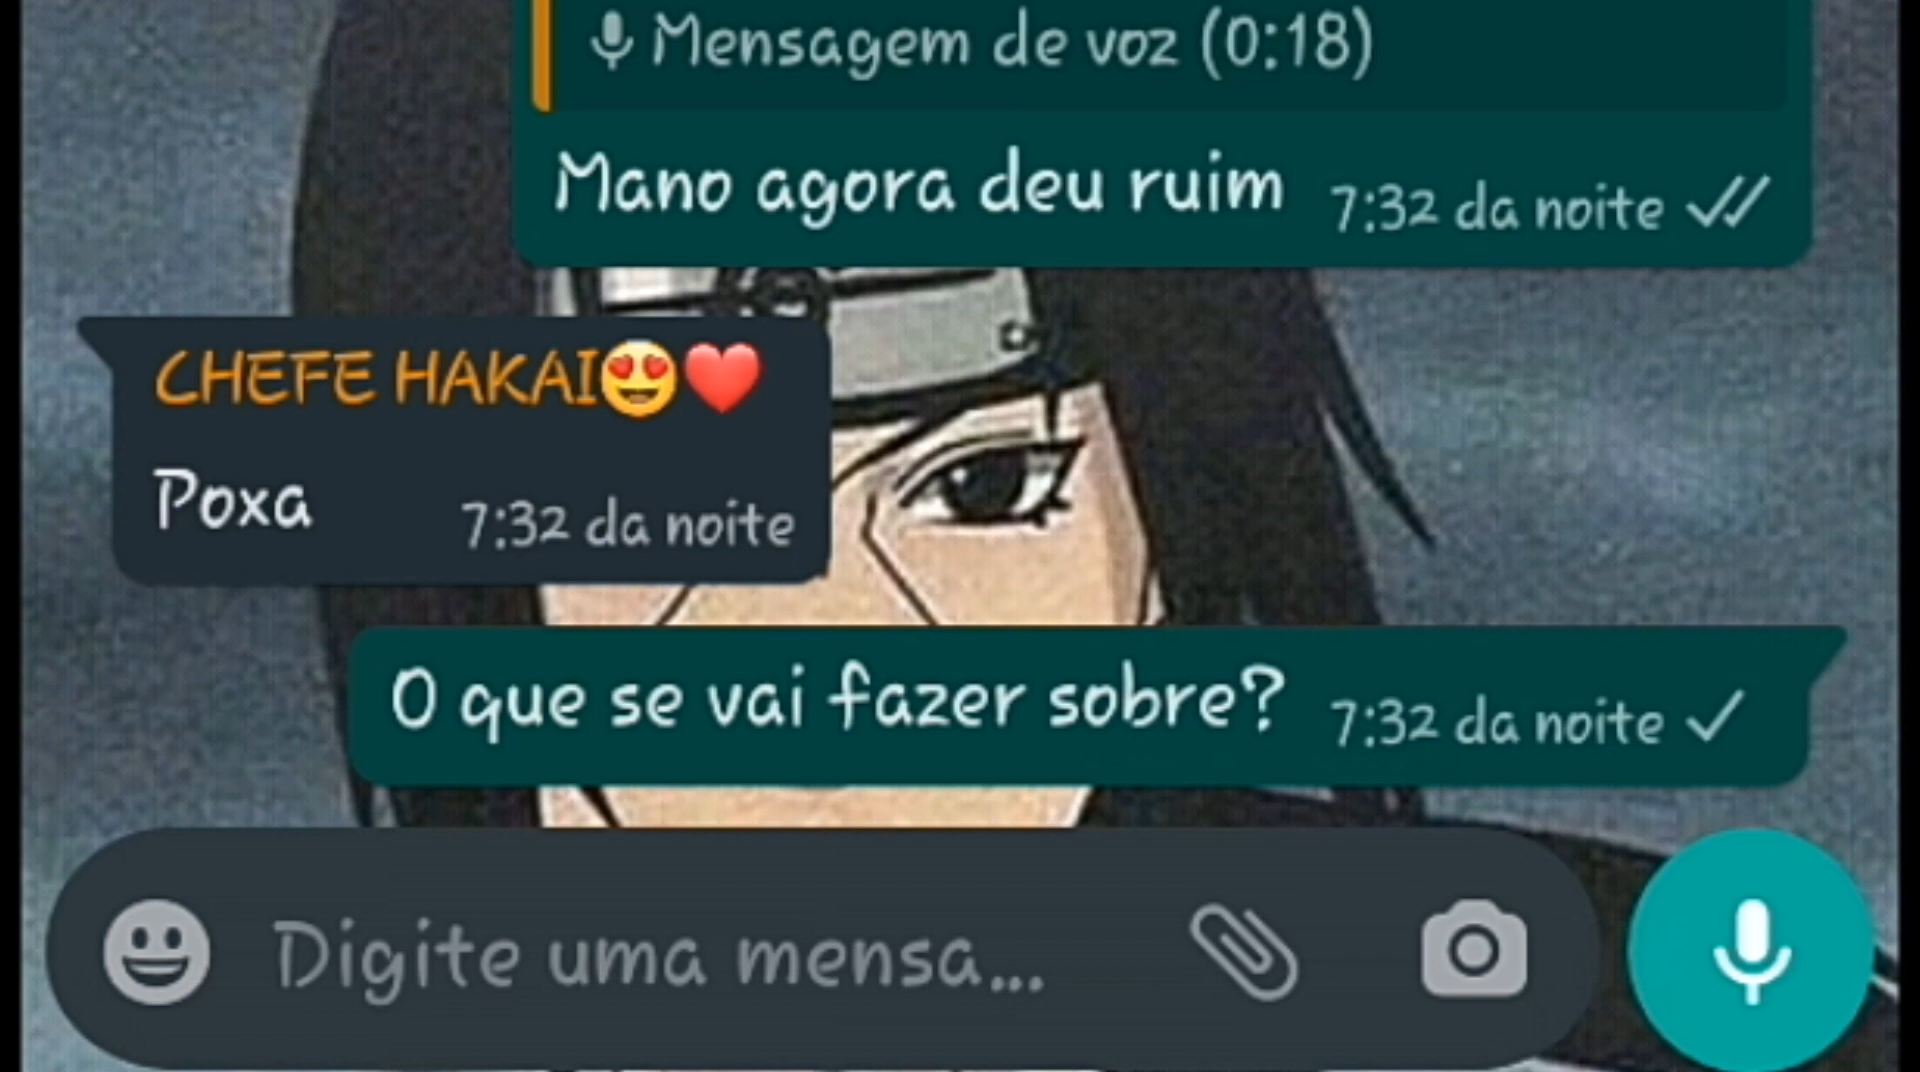 Mensagem de voz (0:18)
Mano agora deu ruim 7:32 da noite
CHEFE HAKAI😍❤️
Poxa 7:32 da noite
O que se vai fazer sobre? 7:32 da noite
Digite uma mensa...